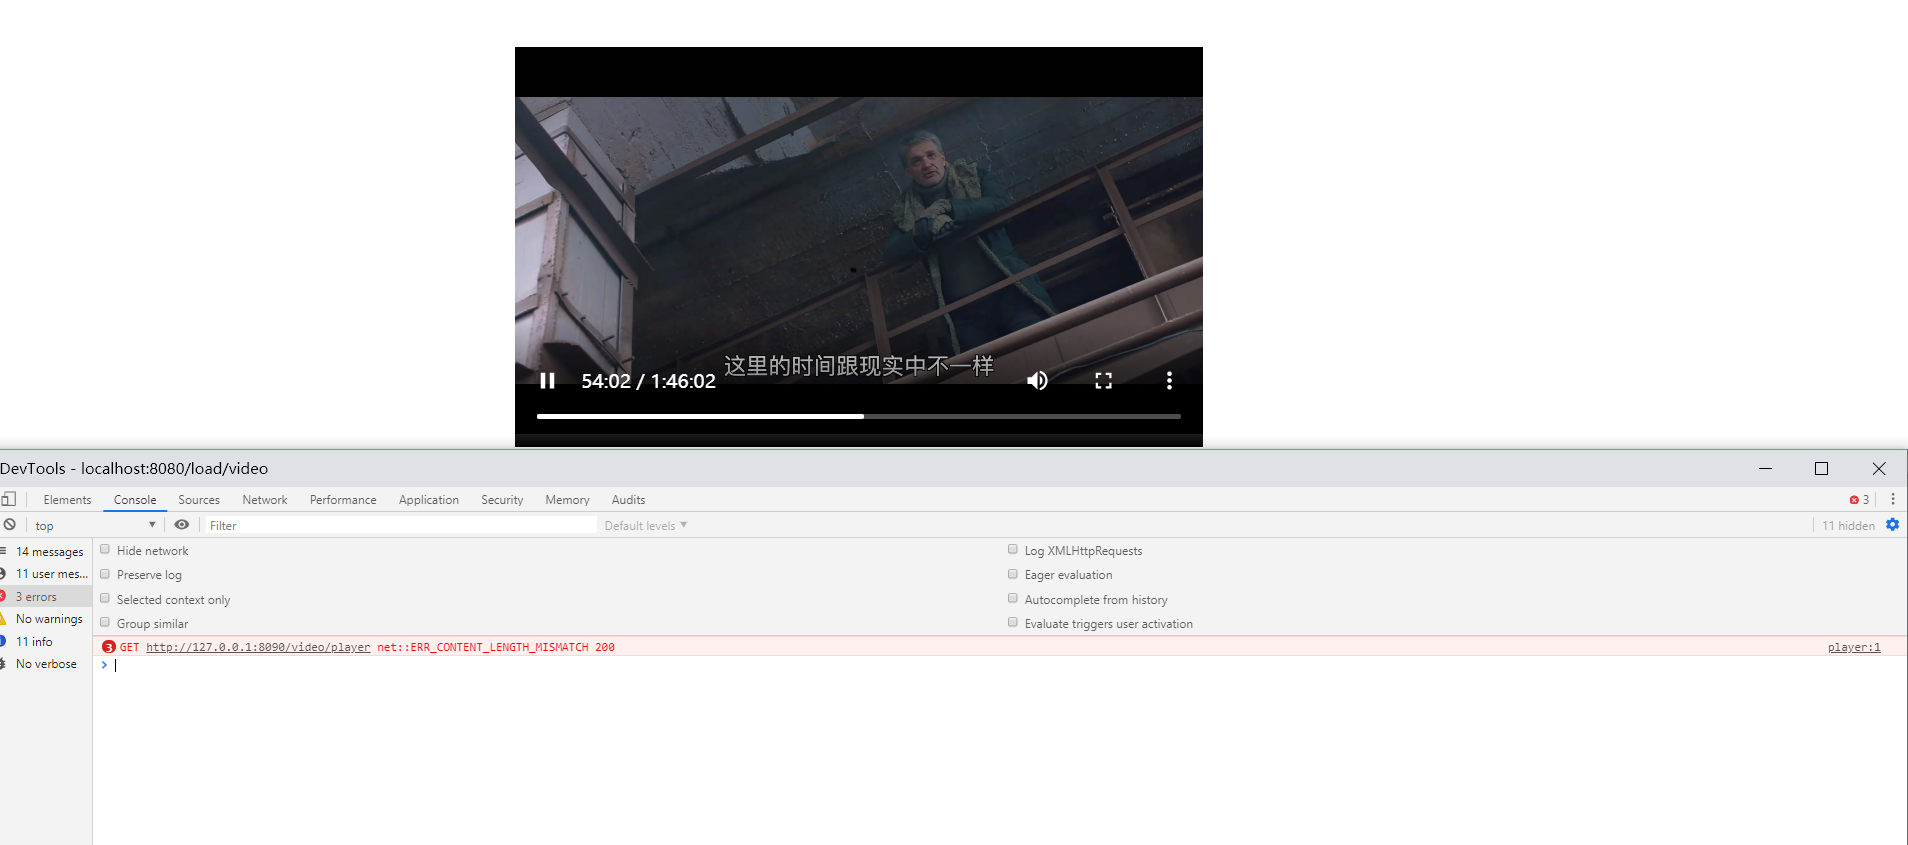 这里的时间跟现实中不一样
54:02 / 1:46:02
DevTools - localhost:8080/load/video
Elements Console Sources Network Performance Application Security Memory Audits 3
top Filter Default levels 11 hidden
14 messages
11 user mes...
3 errors
No warnings
11 info
No verbose
Hide network Log XMLHttpRequests
Preserve log Eager evaluation
Selected context only Autocomplete from history
Group similar Evaluate triggers user activation
3 GET http://127.0.0.1:8090/video/player net::ERR_CONTENT_LENGTH_MISMATCH 200 player:1